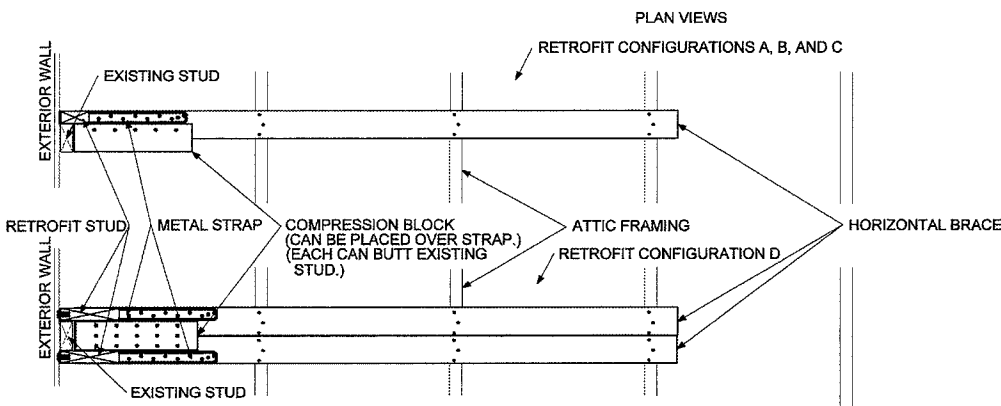 PLAN VIEWS
RETROFIT CONFIGURATIONS A, B, AND C
EXTERIOR WALL
EXISTING STUD
RETROFIT STUD
METAL STRAP
COMPRESSION BLOCK
(CAN BE PLACED OVER STRAP.)
(EACH CAN BUTT EXISTING
STUD.)
ATTIC FRAMING
HORIZONTAL BRACE
RETROFIT CONFIGURATION D
EXTERIOR WALL
EXISTING STUD